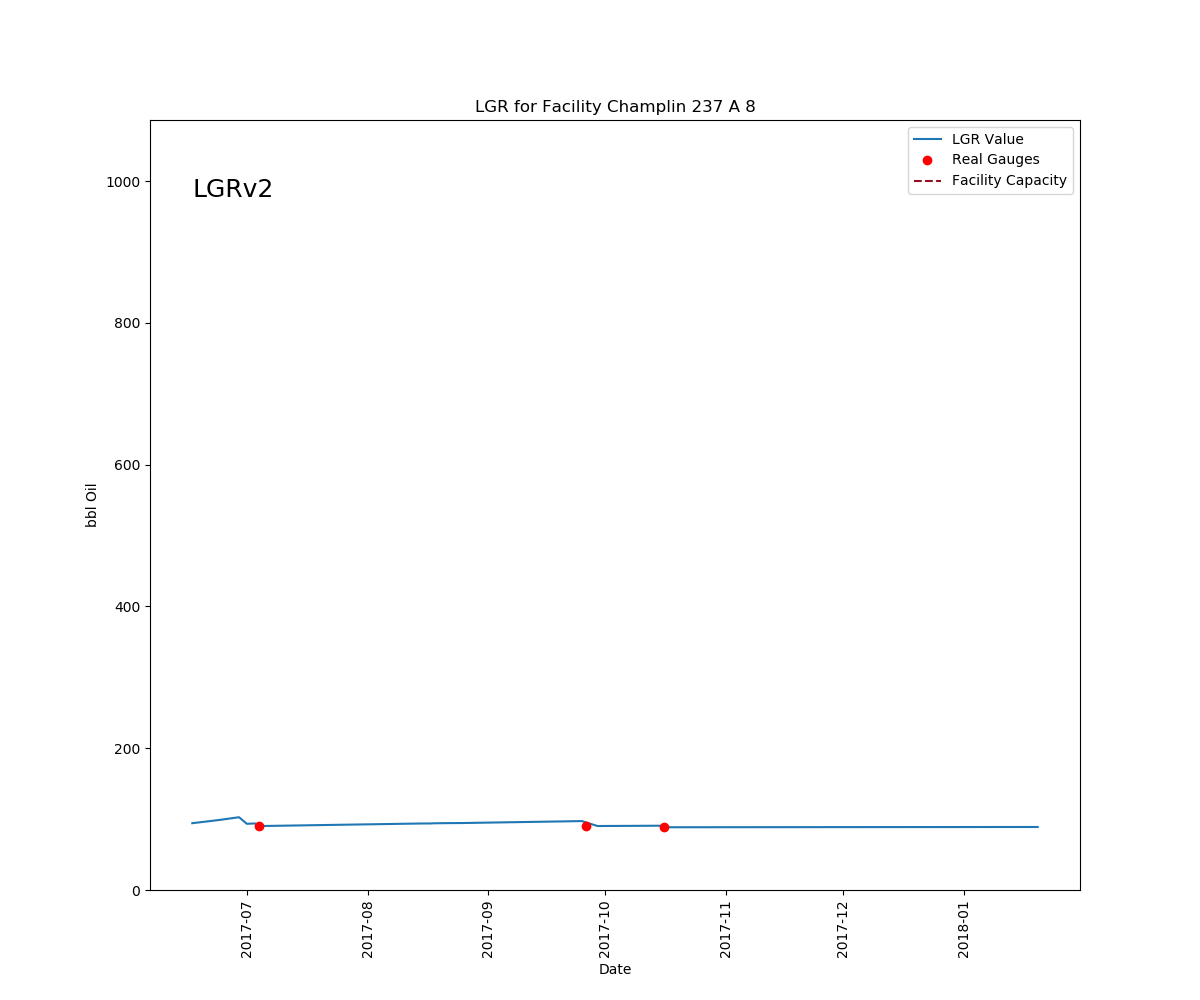 LGR for Facility Champlin 237 A 8
LGRv2
LGR Value
Real Gauges
Facility Capacity
1000
800
600
400
200
0
bbl Oil
2017-07
2017-08
2017-09
2017-10
2017-11
2017-12
2018-01
Date